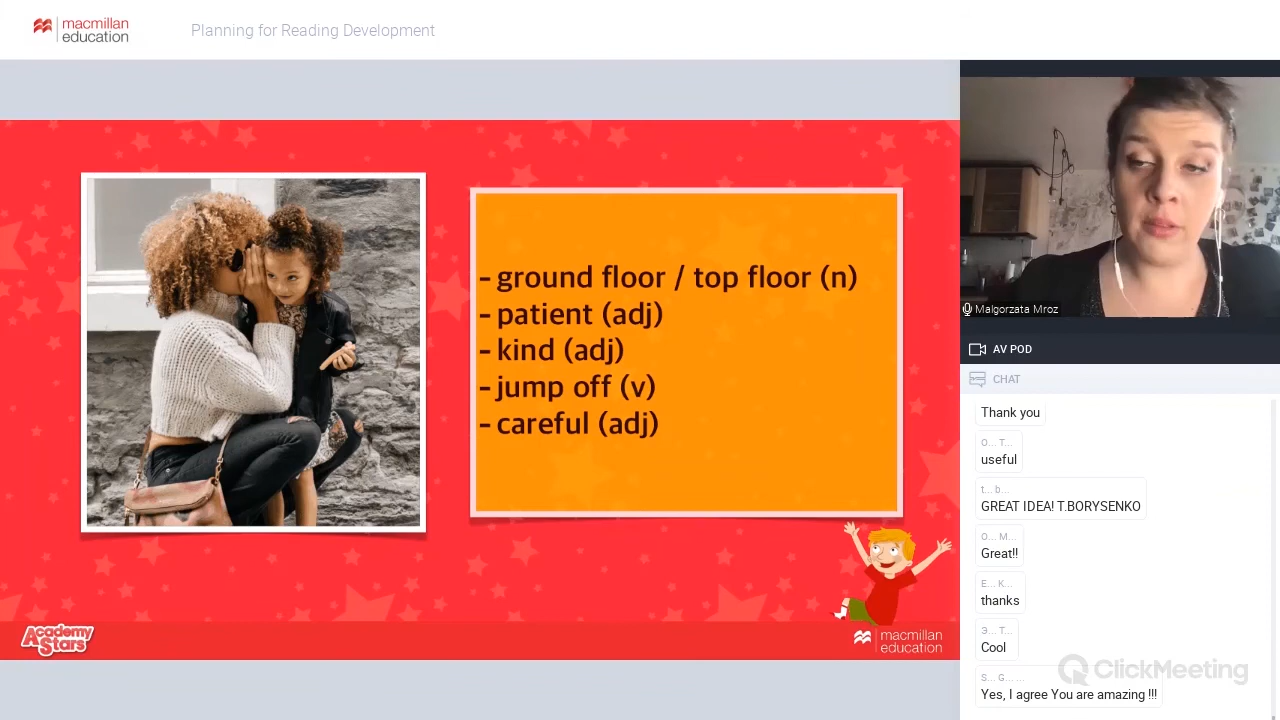 macmillan
education
Planning for Reading Development
- ground floor / top floor (n)
- patient (adj)
- kind (adj)
- jump off (v)
- careful (adj)
Academy
Stars
macmillan
education
Malgorzata Mroz
AV POD
CHAT
Thank you
O... T...
useful
t... b...
GREAT IDEA! T.BORYSENKO
O... M...
Great!!
E... K...
thanks
Э... T...
Cool
S... G... ...
Yes, I agree You are amazing !!!
ClickMeeting